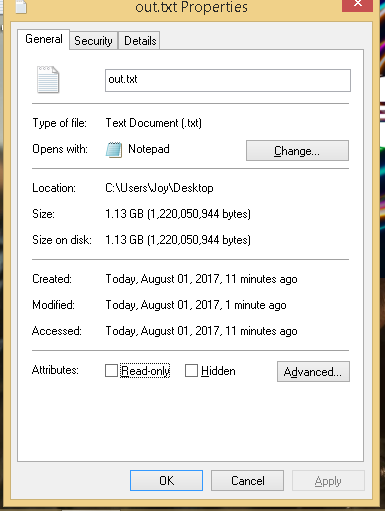 out.txt Properties
General Security Details
out.txt
Type of file: Text Document (.txt)
Opens with: Notepad Change...
Location: C:\Users\Joy\Desktop
Size: 1.13 GB (1,220,050,944 bytes)
Size on disk: 1.13 GB (1,220,050,944 bytes)
Created: Today, August 01, 2017, 11 minutes ago
Modified: Today, August 01, 2017, 1 minute ago
Accessed: Today, August 01, 2017, 11 minutes ago
Attributes: Read-only Hidden Advanced...
OK Cancel Apply